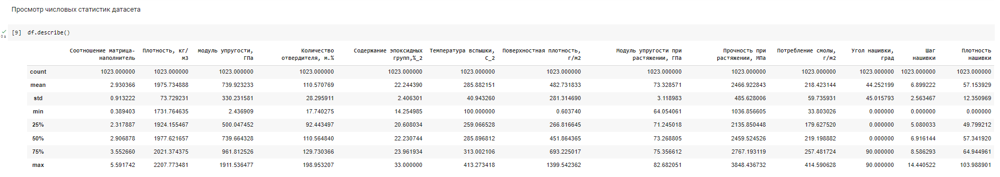 Просмотр числовых статистик датасета
[9] df.describe()
0 s
Соотношение матрица-наполнитель Плотность, кг/м3 модуль упругости, ГПа Количество отвердителя, м.% Содержание эпоксидных групп,%_2 Температура вспышки, С_2 Поверхностная плотность, г/м2 Модуль упругости при растяжении, ГПа Прочность при растяжении, МПа Потребление смолы, г/м2 Угол нашивки, град Шаг нашивки Плотность нашивки
count 1023.000000 1023.000000 1023.000000 1023.000000 1023.000000 1023.000000 1023.000000 1023.000000 1023.000000 1023.000000 1023.000000 1023.000000 1023.000000
mean 2.930366 1975.734888 739.923233 110.570769 22.244390 285.882151 482.731833 73.328571 2466.922843 218.423144 44.252199 6.899222 57.153929
std 0.913222 73.729231 330.231581 28.295911 2.406301 40.943260 281.314690 3.118983 485.628006 59.735931 45.015793 2.563467 12.350969
min 0.389403 1731.764635 2.436909 17.740275 14.254985 100.000000 0.603740 64.054061 1036.856605 33.803026 0.000000 0.000000 0.000000
25% 2.317887 1924.155467 500.047452 92.443497 20.608034 259.066528 266.816645 71.245018 2135.850448 179.627520 0.000000 5.080033 49.799212
50% 2.906878 1977.621657 739.664328 110.564840 22.230744 285.896812 451.864365 73.268805 2459.524526 219.198882 0.000000 6.916144 57.341920
75% 3.552660 2021.374375 961.812526 129.730366 23.961934 313.002106 693.225017 75.356612 2767.193119 257.481724 90.000000 8.586293 64.944961
max 5.591742 2207.773481 1911.536477 198.953207 33.000000 413.273418 1399.542362 82.682051 3848.436732 414.590628 90.000000 14.440522 103.988901